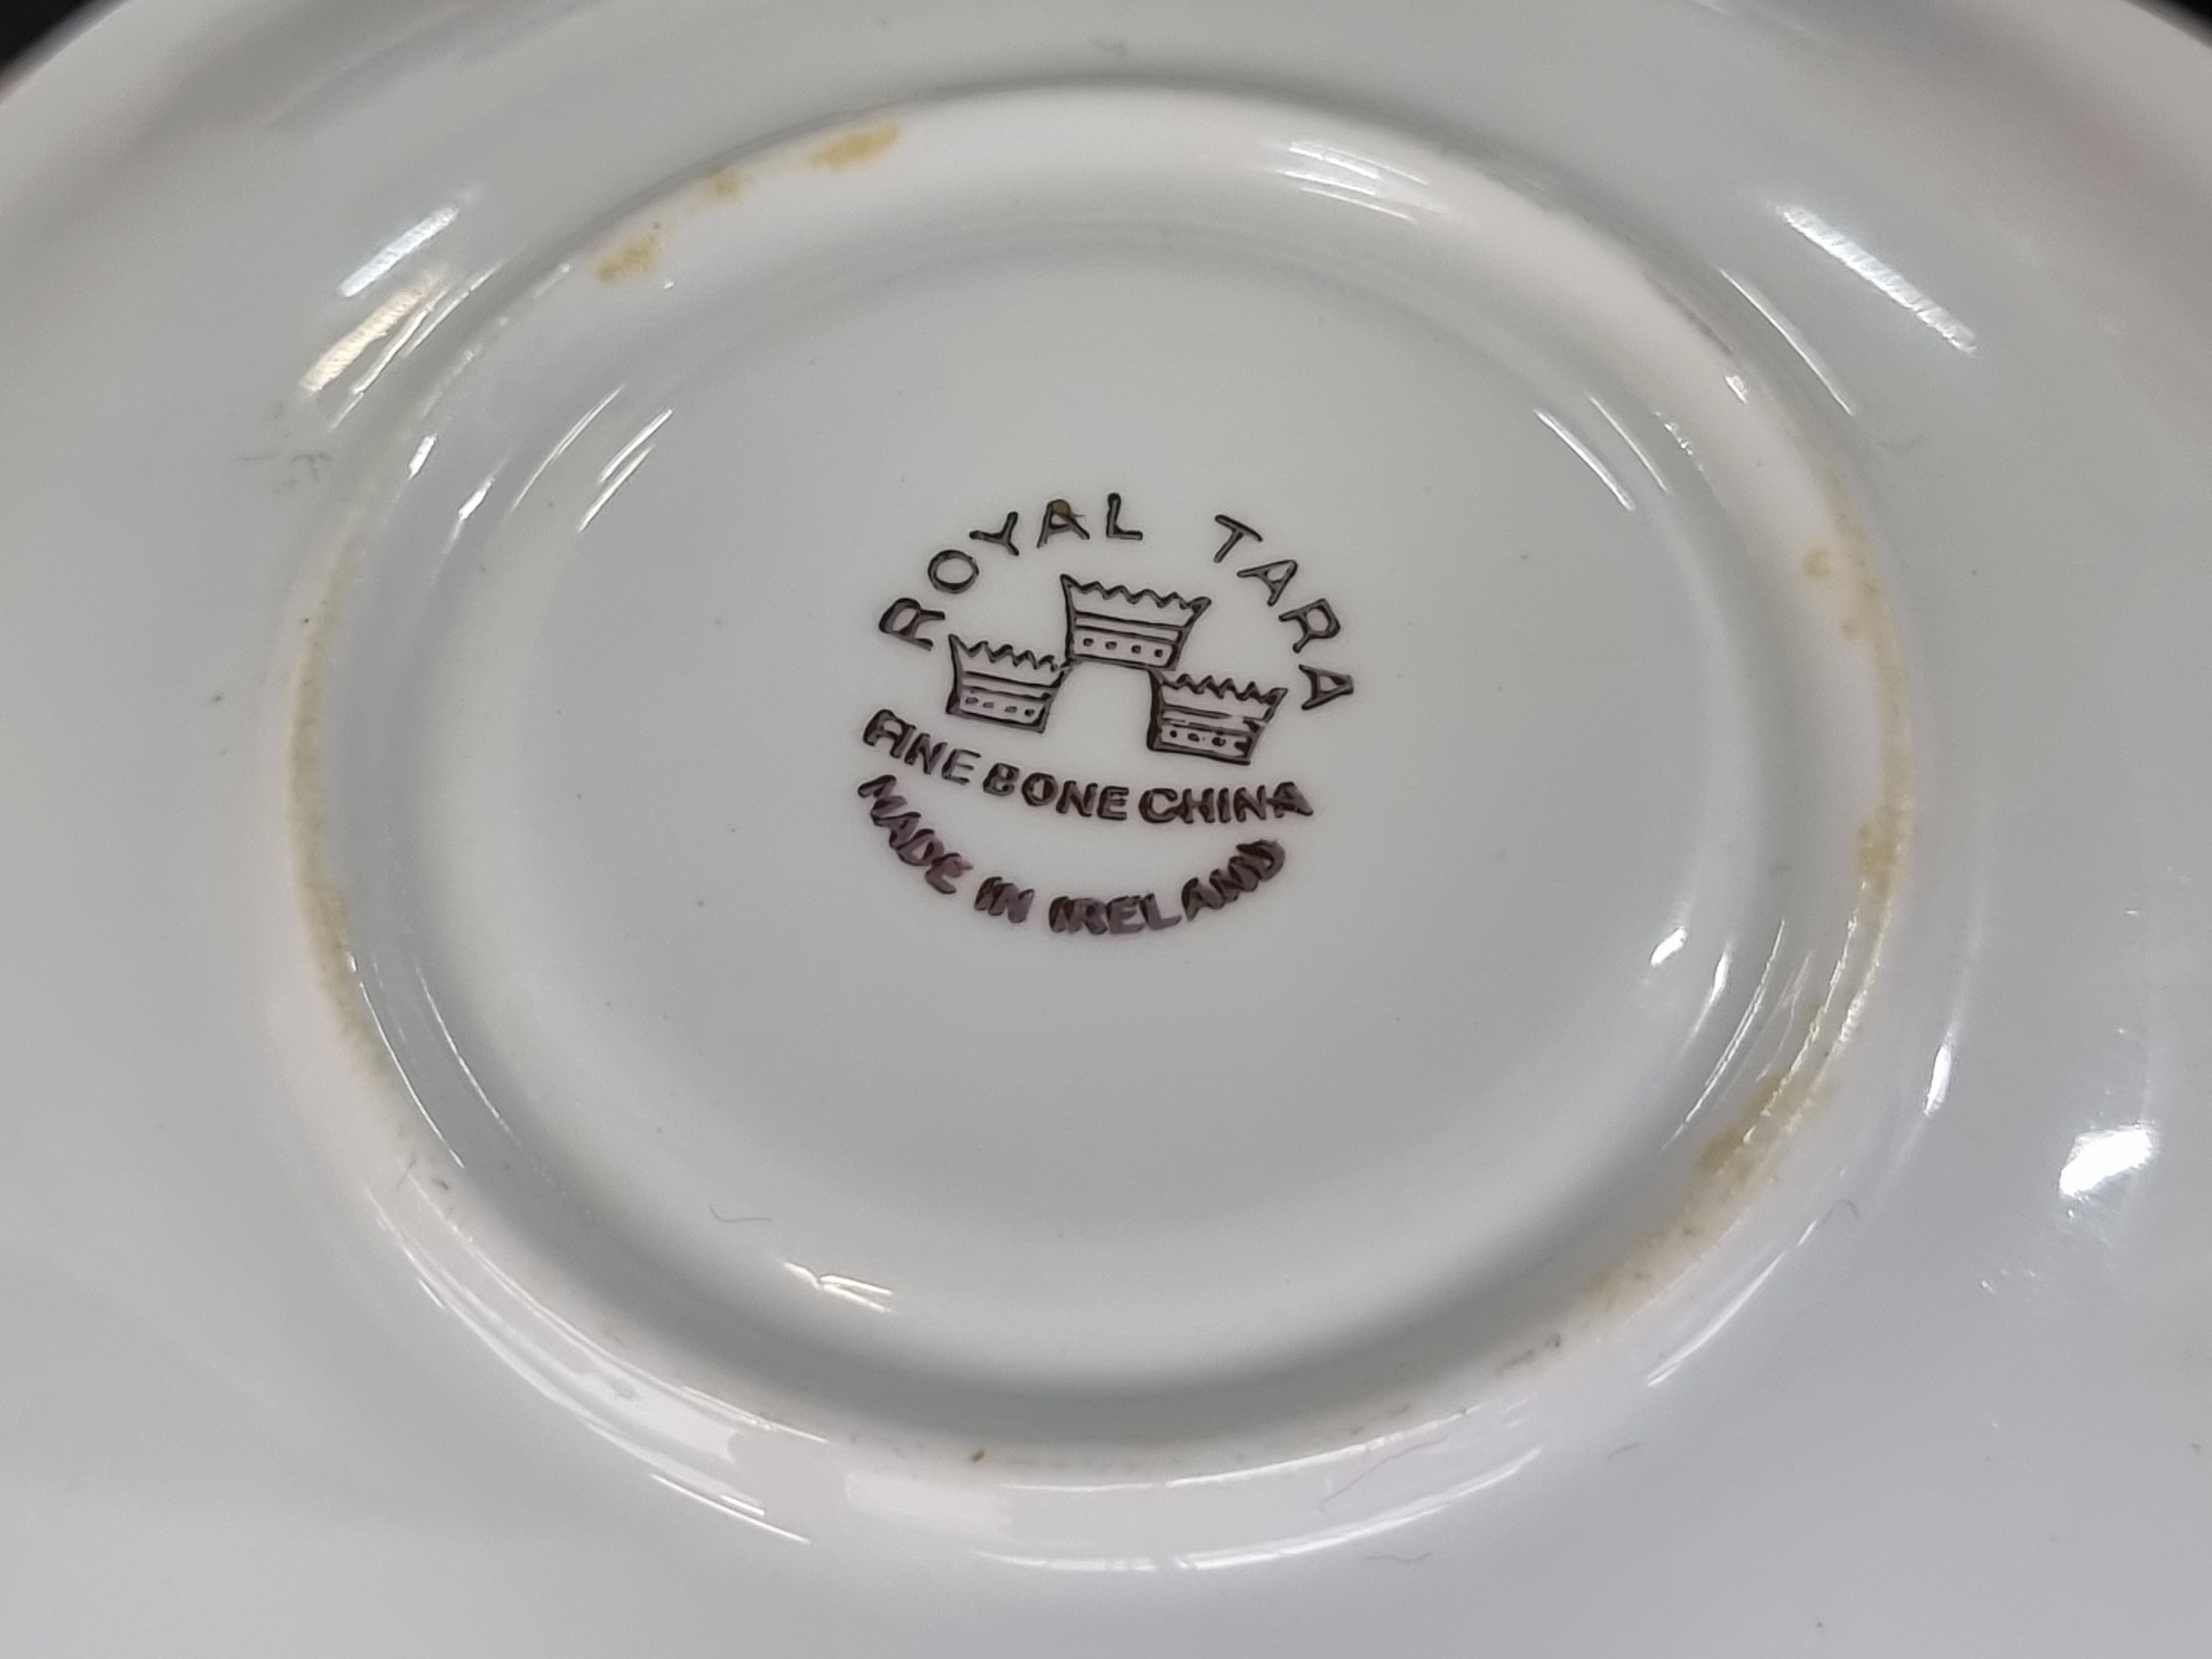 ROYAL TARA
FINE BONE CHINA
MADE IN IRELAND